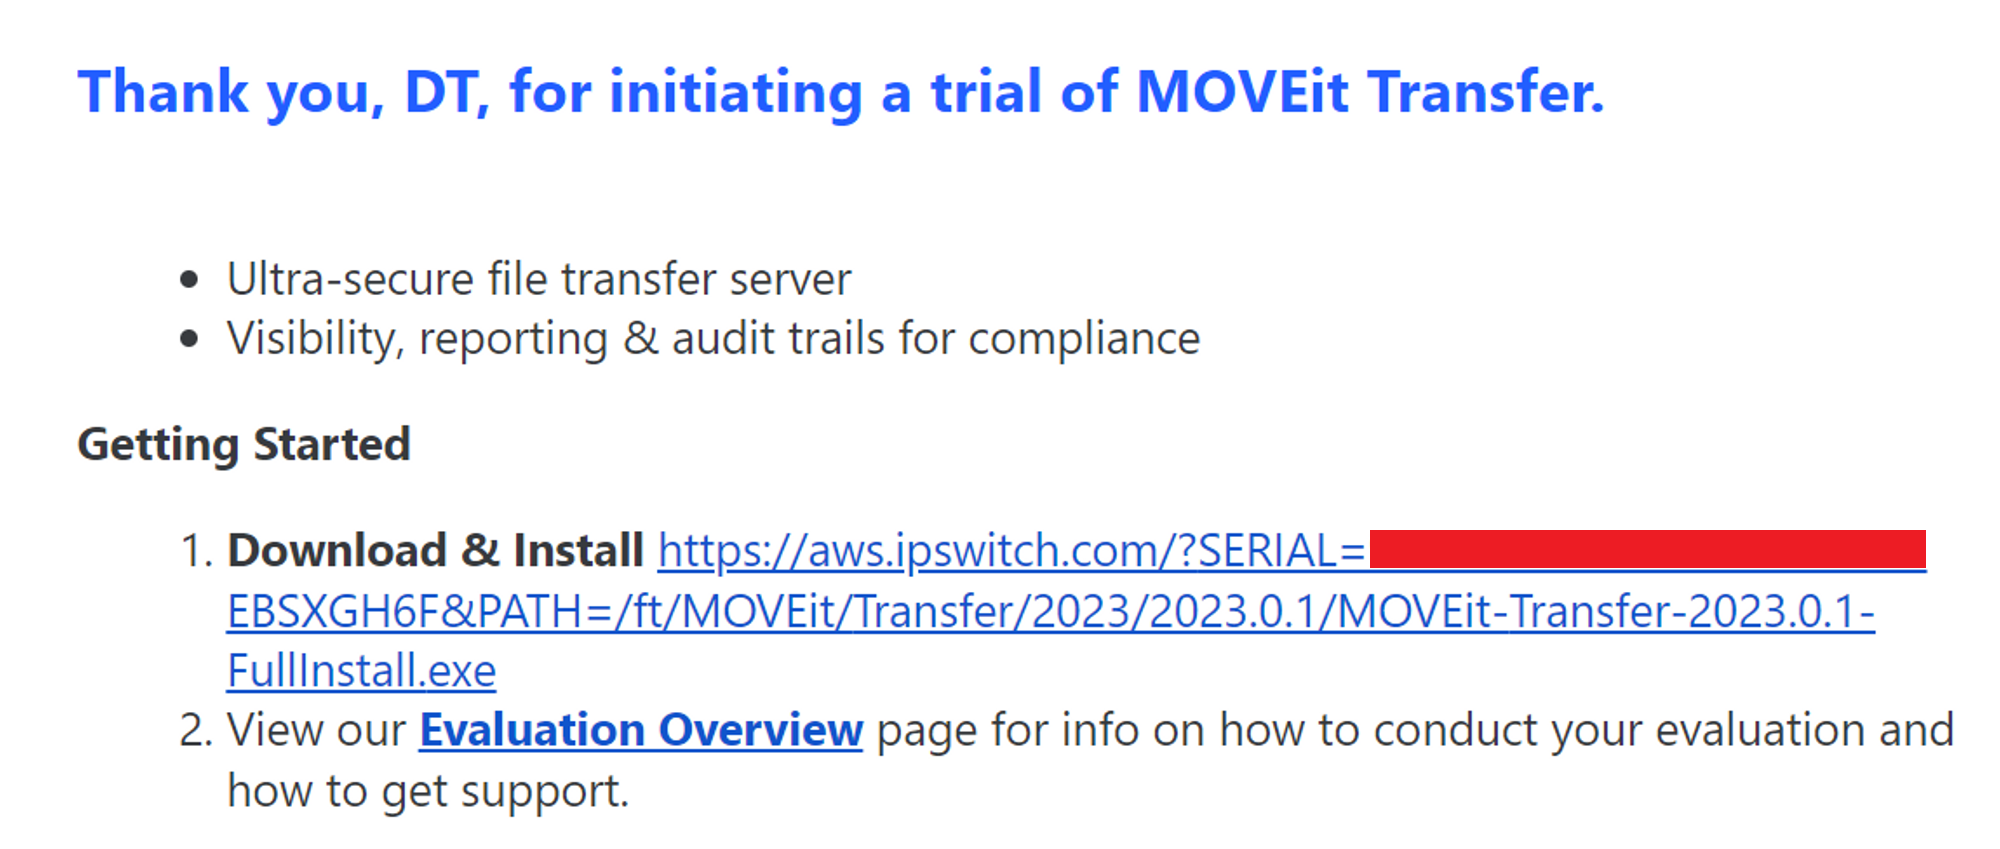 Thank you, DT, for initiating a trial of MOVEit Transfer.
• Ultra-secure file transfer server
• Visibility, reporting & audit trails for compliance
Getting Started
1. Download & Install https://aws.ipswitch.com/?SERIAL=
EBSXGH6F&PATH=/ft/MOVEit/Transfer/2023/2023.0.1/MOVEit-Transfer-2023.0.1-
FullInstall.exe
2. View our Evaluation Overview page for info on how to conduct your evaluation and
how to get support.